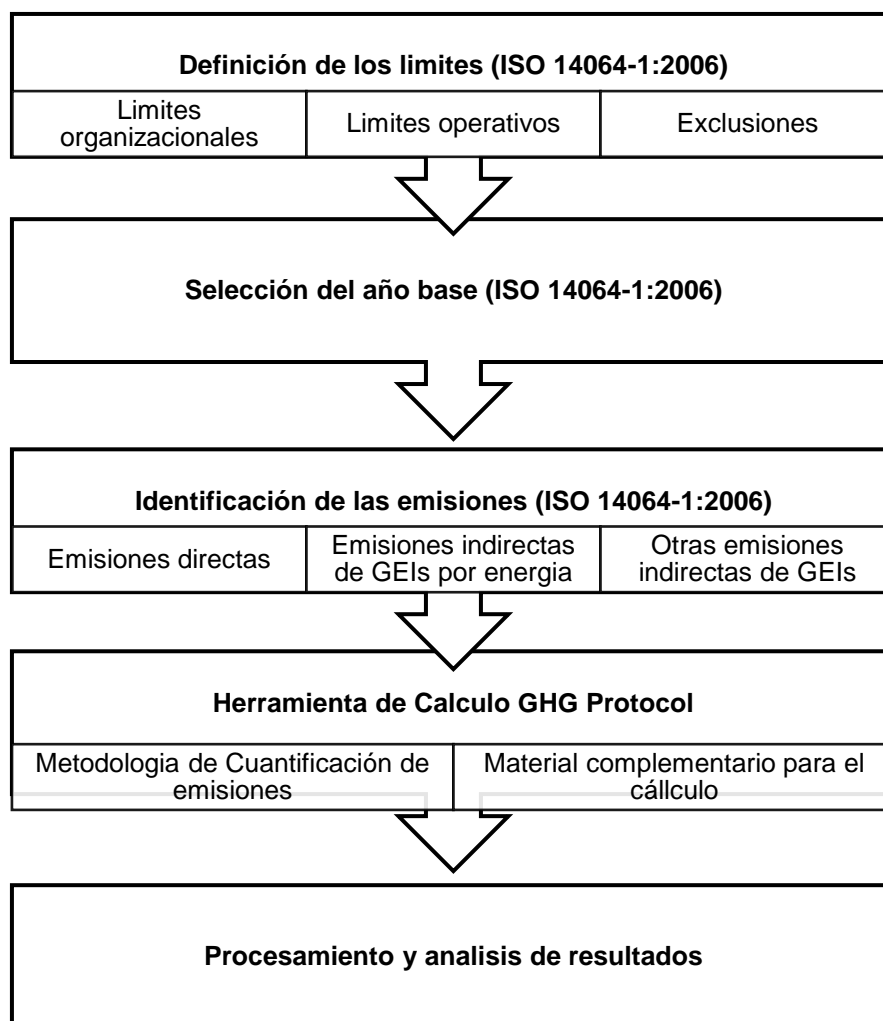 Definición de los limites (ISO 14064-1:2006)
Limites
organizacionales
Limites operativos
Exclusiones
Selección del año base (ISO 14064-1:2006)
Identificación de las emisiones (ISO 14064-1:2006)
Emisiones directas
Emisiones indirectas
de GEIs por energia
Otras emisiones
indirectas de GEIs
Herramienta de Calculo GHG Protocol
Metodologia de Cuantificación de
emisiones
Material complementario para el
cállculo
Procesamiento y analisis de resultados